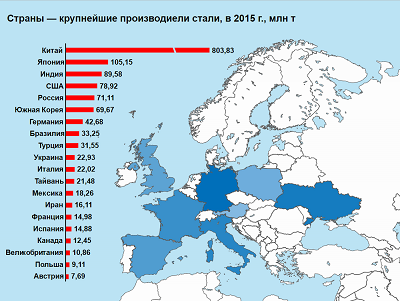 Страны — крупнейшие производиели стали, в 2015 г., млн т
Китай 803,83
Япония 105,15
Индия 89,58
США 78,92
Россия 71,11
Южная Корея 69,67
Германия 42,68
Бразилия 33,25
Турция 31,55
Украина 22,93
Италия 22,02
Тайвань 21,48
Мексика 18,26
Иран 16,11
Франция 14,98
Испания 14,88
Канада 12,45
Великобритания 10,86
Польша 9,11
Австрия 7,69